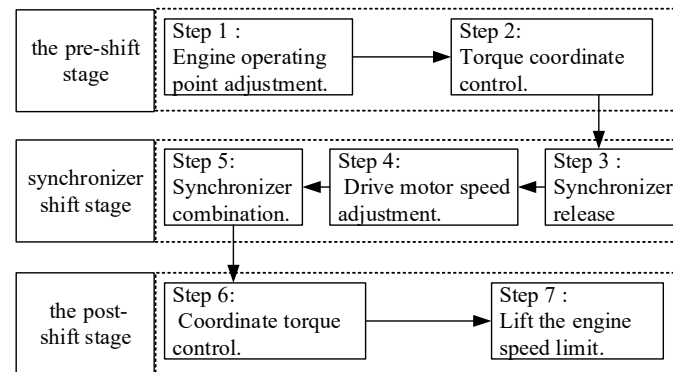 the pre-shift
stage
Step 1 :
Engine operating
point adjustment.
Step 2:
Torque coordinate
control.
synchronizer
shift stage
Step 5:
Synchronizer
combination.
Step 4:
Drive motor speed
adjustment.
Step 3 :
Synchronizer
release
the post-
shift stage
Step 6:
Coordinate torque
control.
Step 7 :
Lift the engine
speed limit.